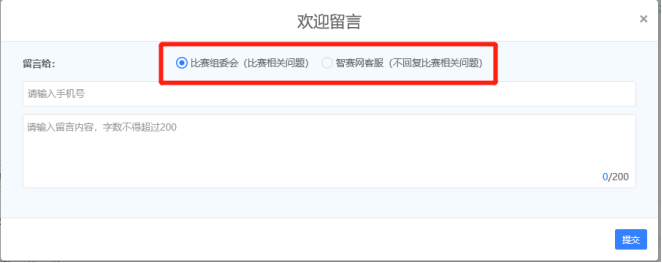 欢迎留言
×
留言给：
比赛组委会（比赛相关问题） 智赛网客服（不回复比赛相关问题）
请输入手机号
请输入留言内容，字数不得超过200
0/200
提交